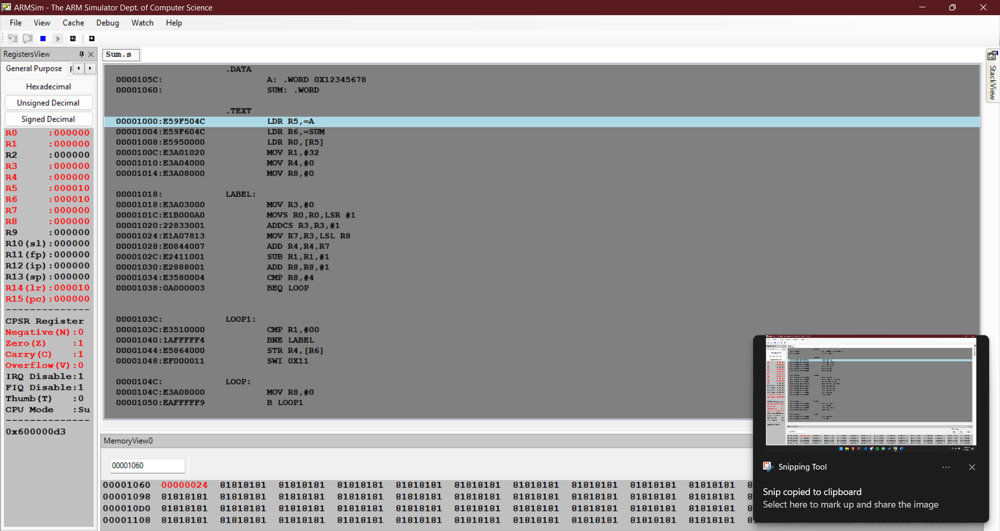 ARMSim - The ARM Simulator Dept. of Computer Science
File View Cache Debug Watch Help
RegistersView
General Purpose
Hexadecimal
Unsigned Decimal
Signed Decimal
R0 :000000
R1 :000000
R2 :000000
R3 :000000
R4 :000000
R5 :000010
R6 :000010
R7 :000000
R8 :000000
R9 :000000
R10(sl):000000
R11(fp):000000
R12(ip):000000
R13(sp):000000
R14(lr):000010
R15(pc):000000
CPSR Register
Negative(N):0
Zero(Z) :1
Carry(C) :1
Overflow(V):0
IRQ Disable:1
FIQ Disable:1
Thumb(T) :0
CPU Mode :Su
0x600000d3
Sum.s
.DATA
0000105C: A: .WORD 0X12345678
00001060: SUM: .WORD
.TEXT
00001000:E59F504C LDR R5,=A
00001004:E59F604C LDR R6,=SUM
00001008:E5950000 LDR R0,[R5]
0000100C:E3A01020 MOV R1,#32
00001010:E3A04000 MOV R4,#0
00001014:E3A08000 MOV R8,#0
00001018: LABEL:
00001018:E3A03000 MOV R3,#0
0000101C:E1B000A0 MOVS R0,R0,LSR #1
00001020:22833001 ADDCS R3,R3,#1
00001024:E1A07813 MOV R7,R3,LSL R8
00001028:E0844007 ADD R4,R4,R7
0000102C:E2411001 SUB R1,R1,#1
00001030:E2888001 ADD R8,R8,#1
00001034:E3580004 CMP R8,#4
00001038:0A000003 BEQ LOOP
0000103C: LOOP1:
0000103C:E3510000 CMP R1,#00
00001040:1AFFFFF4 BNE LABEL
00001044:E5864000 STR R4,[R6]
00001048:EF000011 SWI 0X11
0000104C: LOOP:
0000104C:E3A08000 MOV R8,#0
00001050:EAFFFFF9 B LOOP1
StackView
MemoryView0
00001060
00001060 00000024 81818181 81818181 81818181 81818181 81818181 81818181 81818181 81818181 81818181 8
00001098 81818181 81818181 81818181 81818181 81818181 81818181 81818181 81818181 81818181 81818181 8
000010D0 81818181 81818181 81818181 81818181 81818181 81818181 81818181 81818181 81818181 81818181 8
00001108 81818181 81818181 81818181 81818181 81818181 81818181 81818181 81818181 81818181 81818181
Snipping Tool
Snip copied to clipboard
Select here to mark up and share the image